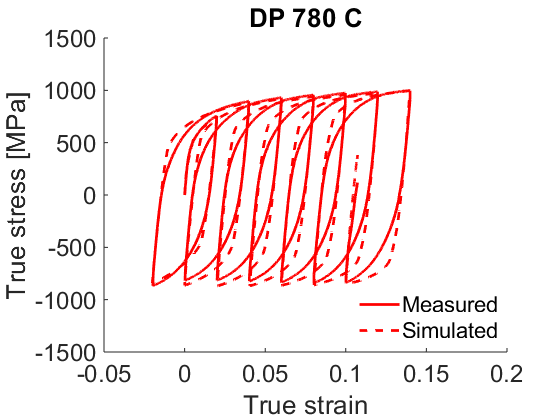 DP 780 C
1500
1000
500
0
-500
-1000
-1500
True stress [MPa]
Measured
Simulated
-0.05 0 0.05 0.1 0.15 0.2
True strain